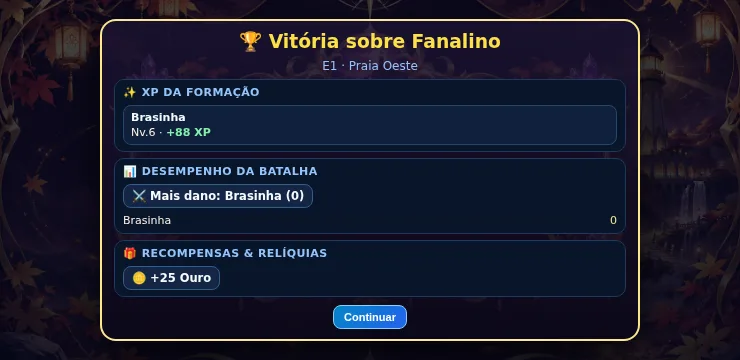 🏆 Vitória sobre Fanalino
E1 · Praia Oeste
✨ XP DA FORMAÇÃO
Brasinha
Nv.6 · +88 XP
📊 DESEMPENHO DA BATALHA
⚔️ Mais dano: Brasinha (0)
Brasinha 0
🎁 RECOMPENSAS & RELÍQUIAS
🪙 +25 Ouro
Continuar